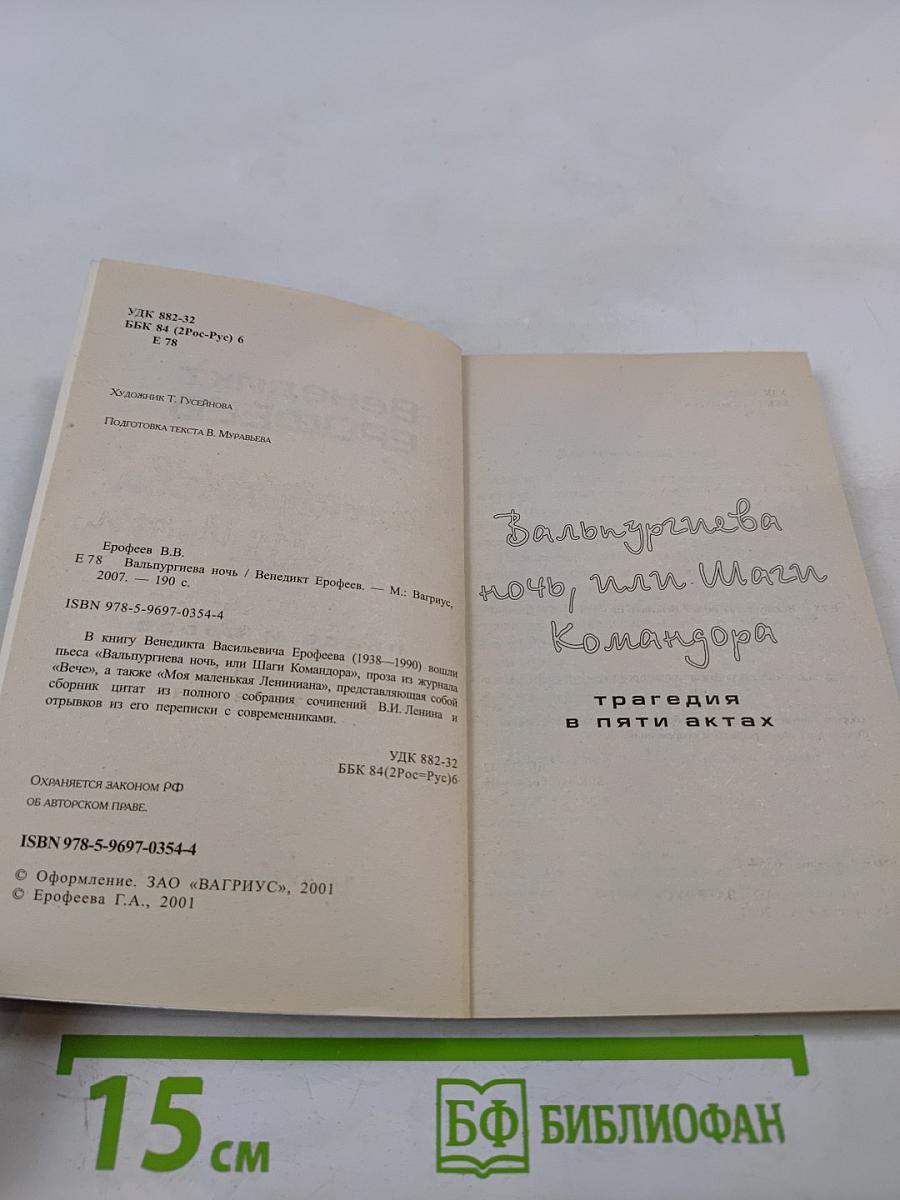 УДК 882-32
ББК 84 (2Рос-Рус) 6
Е 78
Художник Т. Гусейнова
Подготовка текста В. Муравьева
Ерофеев В.В.
Е 78 Вальпургиева ночь / Венедикт Ерофеев. — М.: Вагриус,
2007. — 190 с.
ISBN 978-5-9697-0354-4
В книгу Венедикта Васильевича Ерофеева (1938—1990) вошли
пьеса «Вальпургиева ночь, или Шаги Командора», проза из журнала
«Вече», а также «Моя маленькая Лениниана», представляющая собой
сборник цитат из полного собрания сочинений В.И. Ленина и
отрывков из его переписки с современниками.
УДК 882-32
ББК 84(2Рос=Рус)6
Охраняется законом РФ
об авторском праве.
ISBN 978-5-9697-0354-4
© Оформление. ЗАО «ВАГРИУС», 2001
© Ерофеева Г.А., 2001
Вальпургиева
ночь, или Шаги
Командора
трагедия
в пяти актах
15 см
БФ БИБЛИОФАН